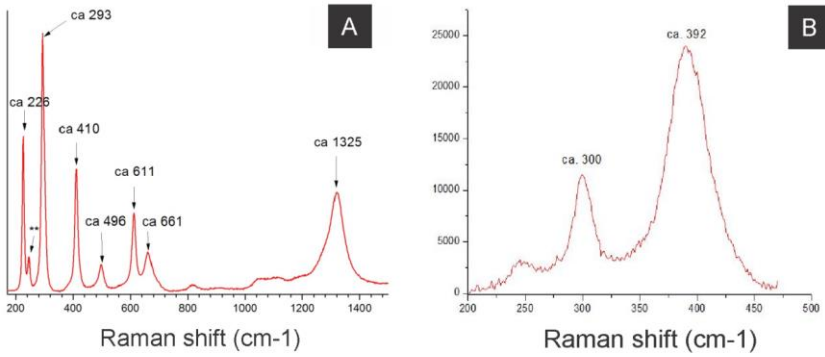 A
ca 293
ca 226
ca 410
ca 1325
ca 611
**
ca 496
ca 661
200 400 600 800 1000 1200 1400
Raman shift (cm-1)
B
ca. 392
ca. 300
25000
20000
15000
10000
5000
0
200 250 300 350 400 450 500
Raman shift (cm-1)